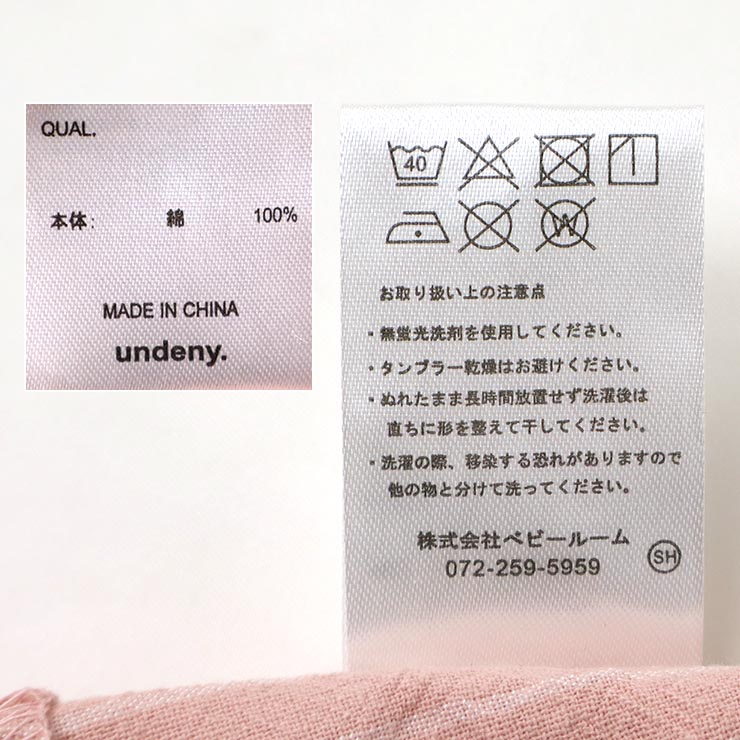 QUAL.
本体: 綿 100%
MADE IN CHINA
undeny.
40
W
お取り扱い上の注意点
・無蛍光洗剤を使用してください。
・タンブラー乾燥はお避けください。
・ぬれたまま長時間放置せず洗濯後は
直ちに形を整えて干してください。
・洗濯の際、移染する恐れがありますので
他の物と分けて洗ってください。
株式会社ベビールーム
072-259-5959
SH